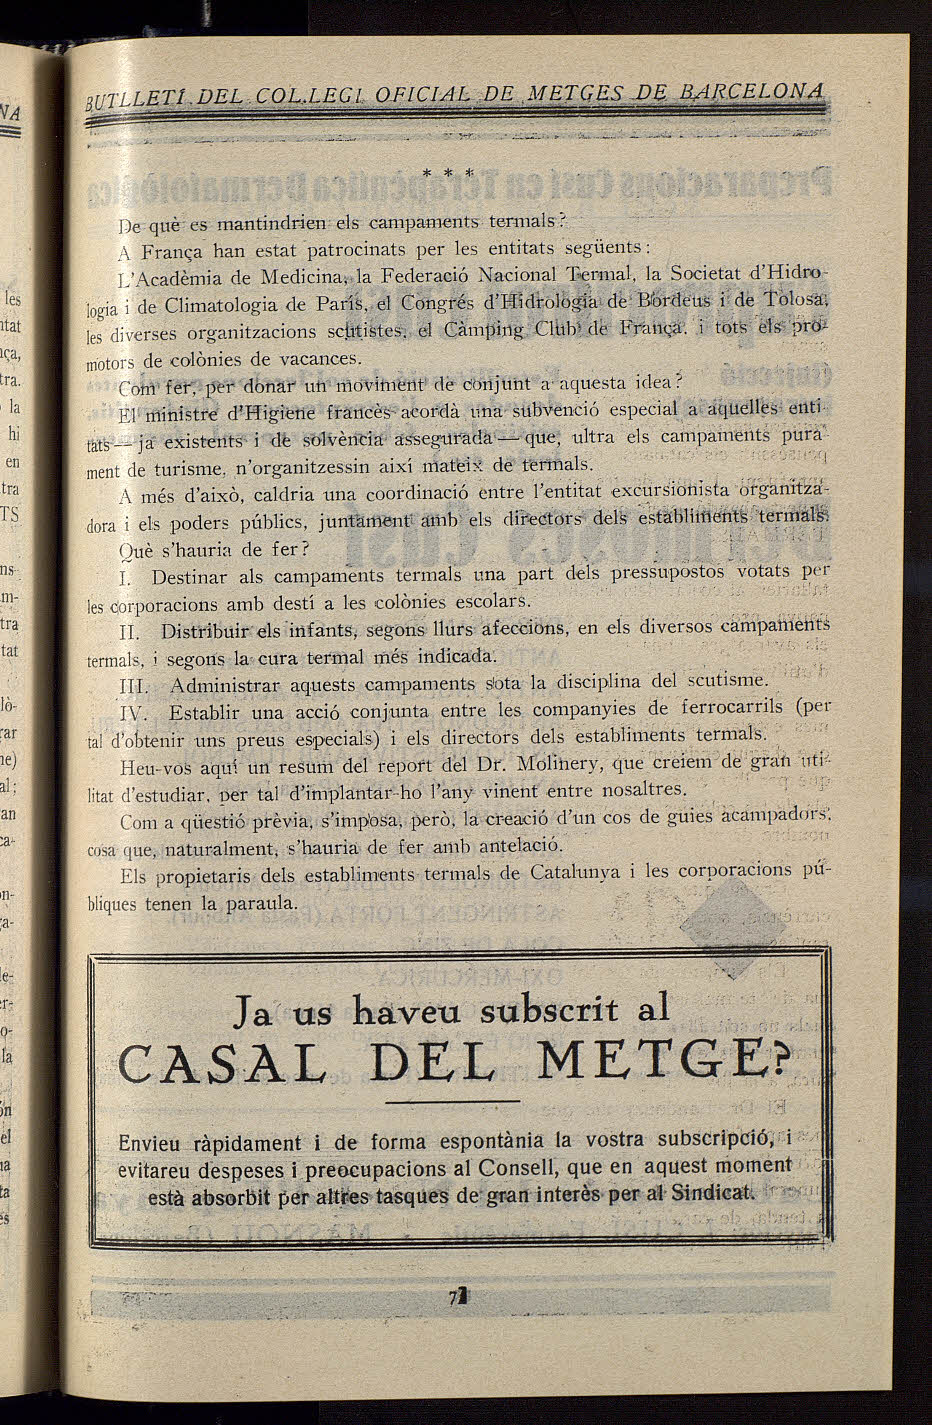 BUTLLETÍ DEL COL.LEGI OFICIAL DE METGES DE BARCELONA
* * *
De què es mantindrien els campaments termals?
A França han estat patrocinats per les entitats següents:
L'Acadèmia de Medicina, la Federació Nacional Termal, la Societat d'Hidro-
logia i de Climatologia de París, el Congrés d'Hidrologia de Bordeus i de Tolosa,
les diverses organitzacions scutistes, el Càmping Club de França, i tots els pro-
motors de colònies de vacances.
Com fer, per donar un moviment de conjunt a aquesta idea?
El ministre d'Higiene francès acordà una subvenció especial a aquelles enti-
tats — ja existents i de solvència assegurada — que, ultra els campaments pura-
ment de turisme, n'organitzessin així mateix de termals.
A més d'això, caldria una coordinació entre l'entitat excursionista organitza-
dora i els poders públics, juntament amb els directors dels establiments termals.
Què s'hauria de fer?
I. Destinar als campaments termals una part dels pressupostos votats per
les corporacions amb destí a les colònies escolars.
II. Distribuir els infants, segons llurs afeccions, en els diversos campaments
termals, i segons la cura termal més indicada.
III. Administrar aquests campaments sota la disciplina del scutisme.
IV. Establir una acció conjunta entre les companyies de ferrocarrils (per
tal d'obtenir uns preus especials) i els directors dels establiments termals.
Heu-vos aquí un resum del report del Dr. Molinery, que creiem de gran uti-
litat d'estudiar, per tal d'implantar-ho l'any vinent entre nosaltres.
Com a qüestió prèvia, s'imposa, però, la creació d'un cos de guies acampadors,
cosa que, naturalment, s'hauria de fer amb antelació.
Els propietaris dels establiments termals de Catalunya i les corporacions pú-
bliques tenen la paraula.
Ja us haveu subscrit al
CASAL DEL METGE?
Envieu ràpidament i de forma espontània la vostra subscripció, i
evitareu despeses i preocupacions al Consell, que en aquest moment
està absorbit per altres tasques de gran interès per al Sindicat.